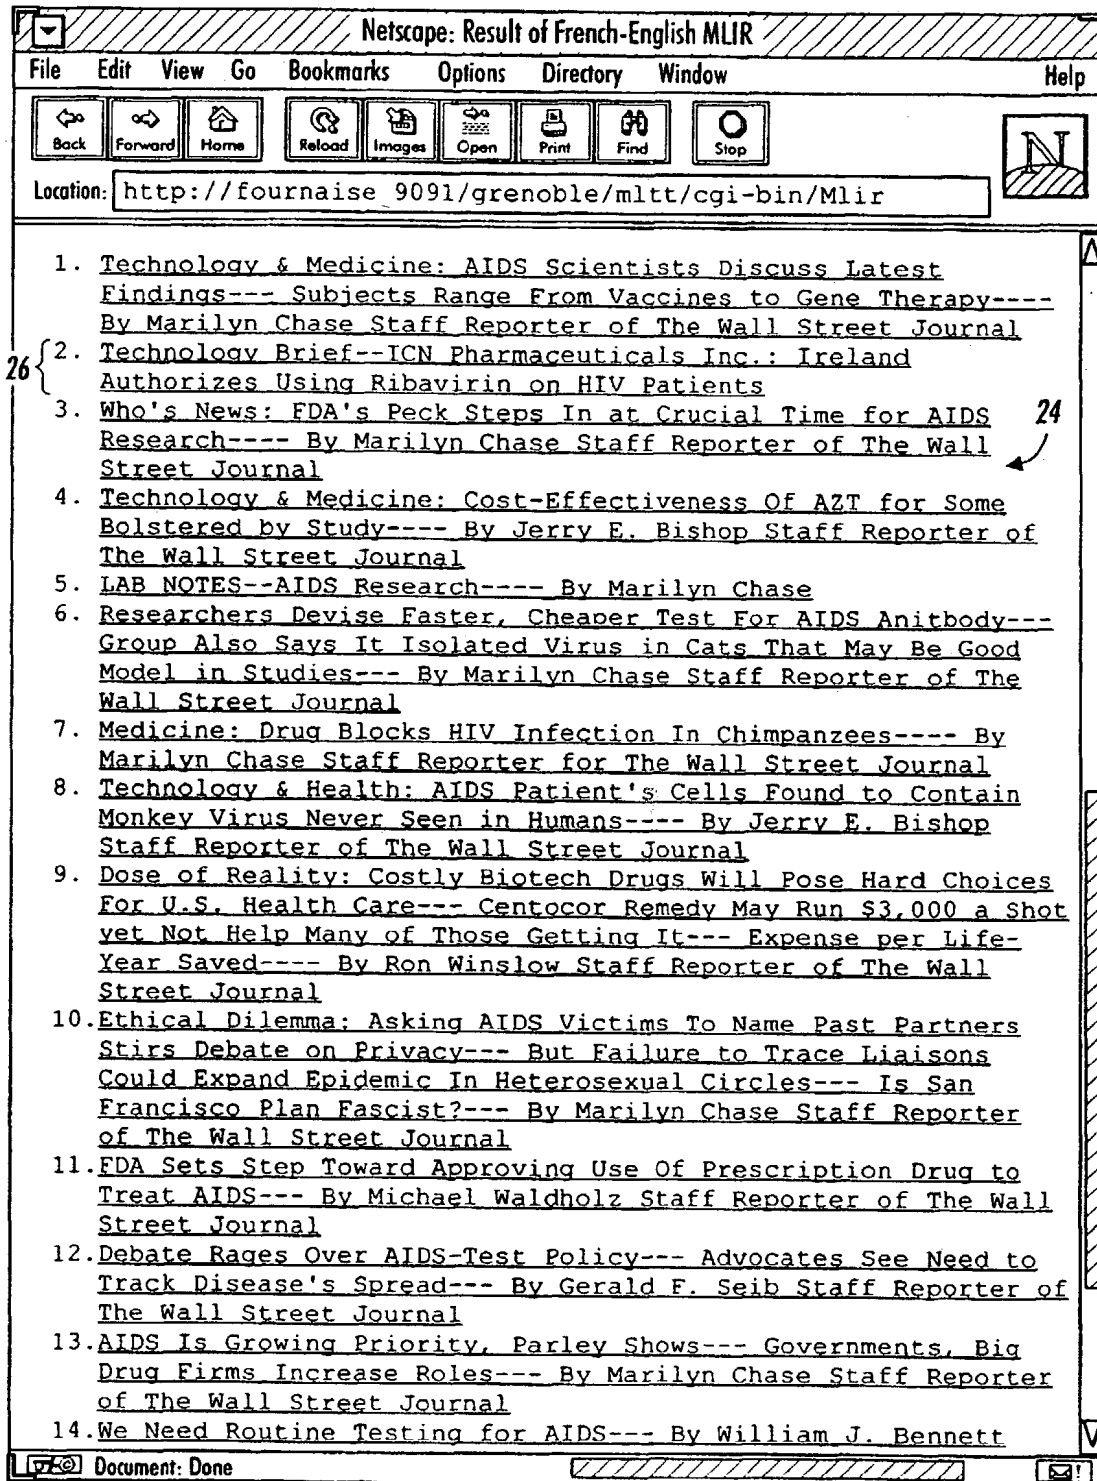 Netscape: Result of French-English MLIR
File Edit View Go Bookmarks Options Directory Window Help
Back Forward Home Reload Images Open Print Find Stop
N
Location: http://fournaise 9091/grenoble/mltt/cgi-bin/Mlir
1. Technology & Medicine: AIDS Scientists Discuss Latest
Findings--- Subjects Range From Vaccines to Gene Therapy----
By Marilyn Chase Staff Reporter of The Wall Street Journal
26 2. Technology Brief--ICN Pharmaceuticals Inc.: Ireland
Authorizes Using Ribavirin on HIV Patients
3. Who's News: FDA's Peck Steps In at Crucial Time for AIDS 24
Research---- By Marilyn Chase Staff Reporter of The Wall
Street Journal
4. Technology & Medicine: Cost-Effectiveness Of AZT for Some
Bolstered by Study---- By Jerry E. Bishop Staff Reporter of
The Wall Street Journal
5. LAB NOTES--AIDS Research---- By Marilyn Chase
6. Researchers Devise Faster, Cheaper Test For AIDS Anitbody---
Group Also Says It Isolated Virus in Cats That May Be Good
Model in Studies--- By Marilyn Chase Staff Reporter of The
Wall Street Journal
7. Medicine: Drug Blocks HIV Infection In Chimpanzees---- By
Marilyn Chase Staff Reporter for The Wall Street Journal
8. Technology & Health: AIDS Patient's Cells Found to Contain
Monkey Virus Never Seen in Humans---- By Jerry E. Bishop
Staff Reporter of The Wall Street Journal
9. Dose of Reality: Costly Biotech Drugs Will Pose Hard Choices
For U.S. Health Care--- Centocor Remedy May Run $3,000 a Shot
yet Not Help Many of Those Getting It--- Expense per Life-
Year Saved---- By Ron Winslow Staff Reporter of The Wall
Street Journal
10. Ethical Dilemma: Asking AIDS Victims To Name Past Partners
Stirs Debate on Privacy--- But Failure to Trace Liaisons
Could Expand Epidemic In Heterosexual Circles--- Is San
Francisco Plan Fascist?--- By Marilyn Chase Staff Reporter
of The Wall Street Journal
11. FDA Sets Step Toward Approving Use Of Prescription Drug to
Treat AIDS--- By Michael Waldholz Staff Reporter of The Wall
Street Journal
12. Debate Rages Over AIDS-Test Policy--- Advocates See Need to
Track Disease's Spread--- By Gerald F. Seib Staff Reporter of
The Wall Street Journal
13. AIDS Is Growing Priority, Parley Shows--- Governments, Big
Drug Firms Increase Roles--- By Marilyn Chase Staff Reporter
of The Wall Street Journal
14. We Need Routine Testing for AIDS--- By William J. Bennett
Document: Done